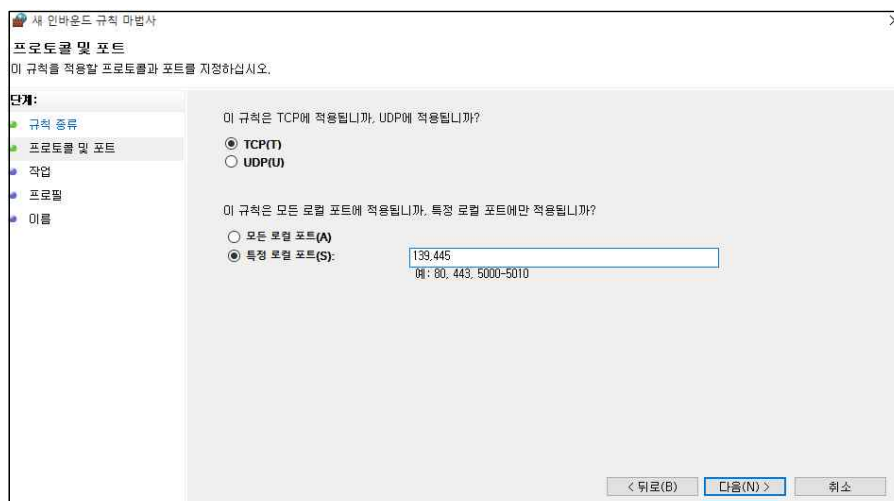 새 인바운드 규칙 마법사
프로토콜 및 포트
이 규칙을 적용할 프로토콜과 포트를 지정하십시오.
단계:
규칙 종류
프로토콜 및 포트
작업
프로필
이름
이 규칙은 TCP에 적용됩니까, UDP에 적용됩니까?
TCP(T)
UDP(U)
이 규칙은 모든 로컬 포트에 적용됩니까, 특정 로컬 포트에만 적용됩니까?
모든 로컬 포트(A)
특정 로컬 포트(S):
139,445
예: 80, 443, 5000-5010
< 뒤로(B)
다음(N) >
취소